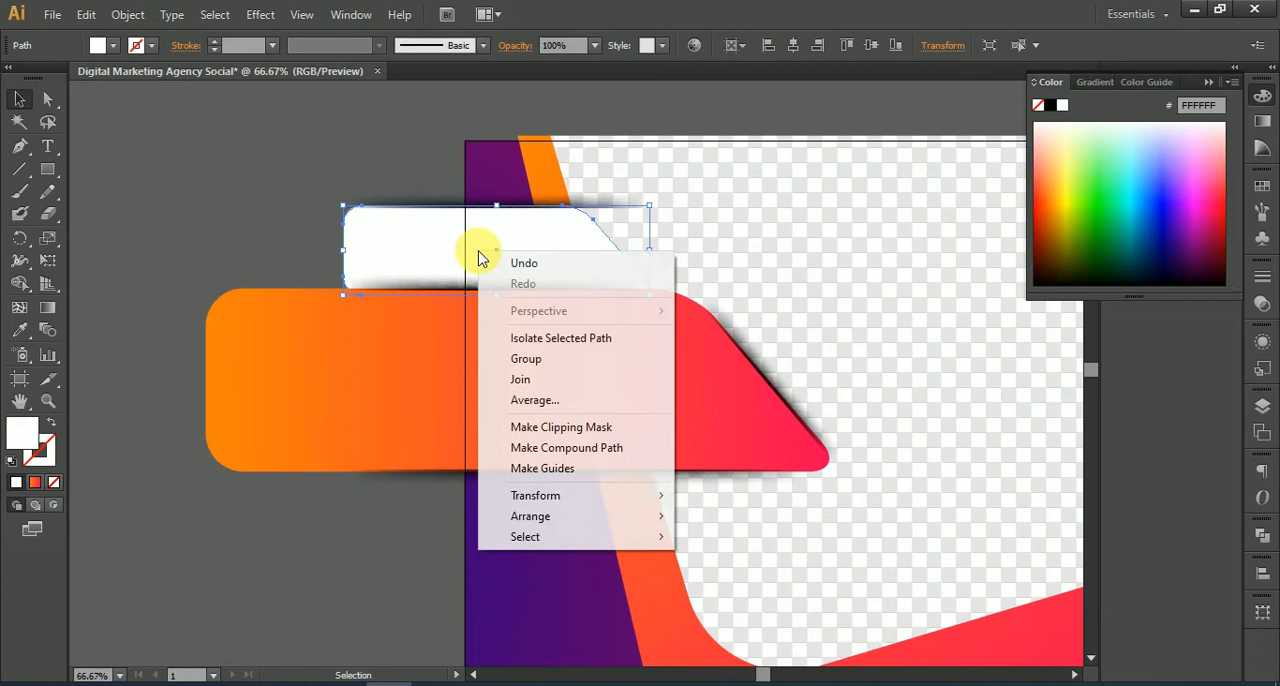 Ai File Edit Object Type Select Effect View Window Help Br Essentials
Path Stroke: Basic Opacity: 100% Style: Transform
Digital Marketing Agency Social* @ 66.67% (RGB/Preview) ×
Color Gradient Color Guide
# FFFFFF
Undo
Redo
Perspective
Isolate Selected Path
Group
Join
Average...
Make Clipping Mask
Make Compound Path
Make Guides
Transform
Arrange
Select
66.67% 1 Selection